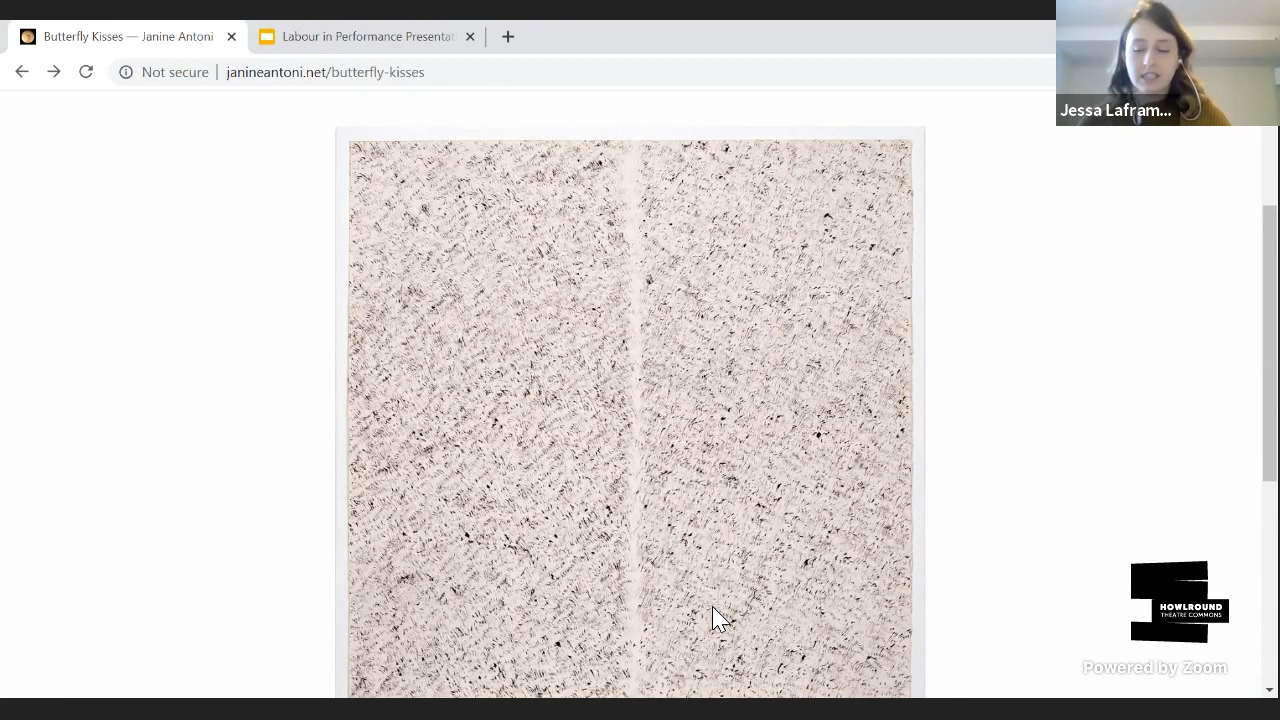 Butterfly Kisses — Janine Antoni
Labour in Performance Presentat
Not secure
janineantoni.net/butterfly-kisses
Jessa Lafram...
HOWLROUND
THEATRE COMMONS
Powered by Zoom